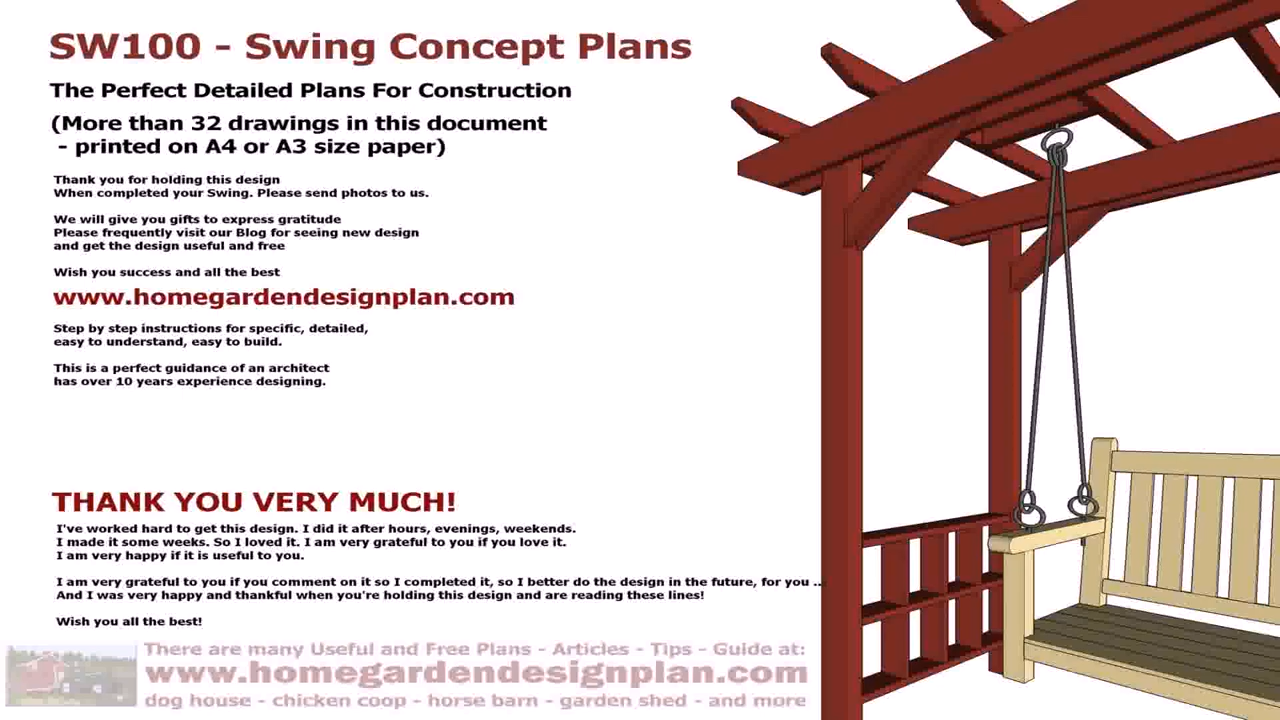 SW100 - Swing Concept Plans
The Perfect Detailed Plans For Construction
(More than 32 drawings in this document
- printed on A4 or A3 size paper)
Thank you for holding this design
When completed your Swing. Please send photos to us.
We will give you gifts to express gratitude
Please frequently visit our Blog for seeing new design
and get the design useful and free
Wish you success and all the best
www.homegardendesignplan.com
Step by step instructions for specific, detailed,
easy to understand, easy to build.
This is a perfect guidance of an architect
has over 10 years experience designing.
THANK YOU VERY MUCH!
I've worked hard to get this design. I did it after hours, evenings, weekends.
I made it some weeks. So I loved it. I am very grateful to you if you love it.
I am very happy if it is useful to you.
I am very grateful to you if you comment on it so I completed it, so I better do the design in the future, for you ...
And I was very happy and thankful when you're holding this design and are reading these lines!
Wish you all the best!
There are many Useful and Free Plans - Articles - Tips - Guide at:
www.homegardendesignplan.com
dog house - chicken coop - horse barn - garden shed - and more